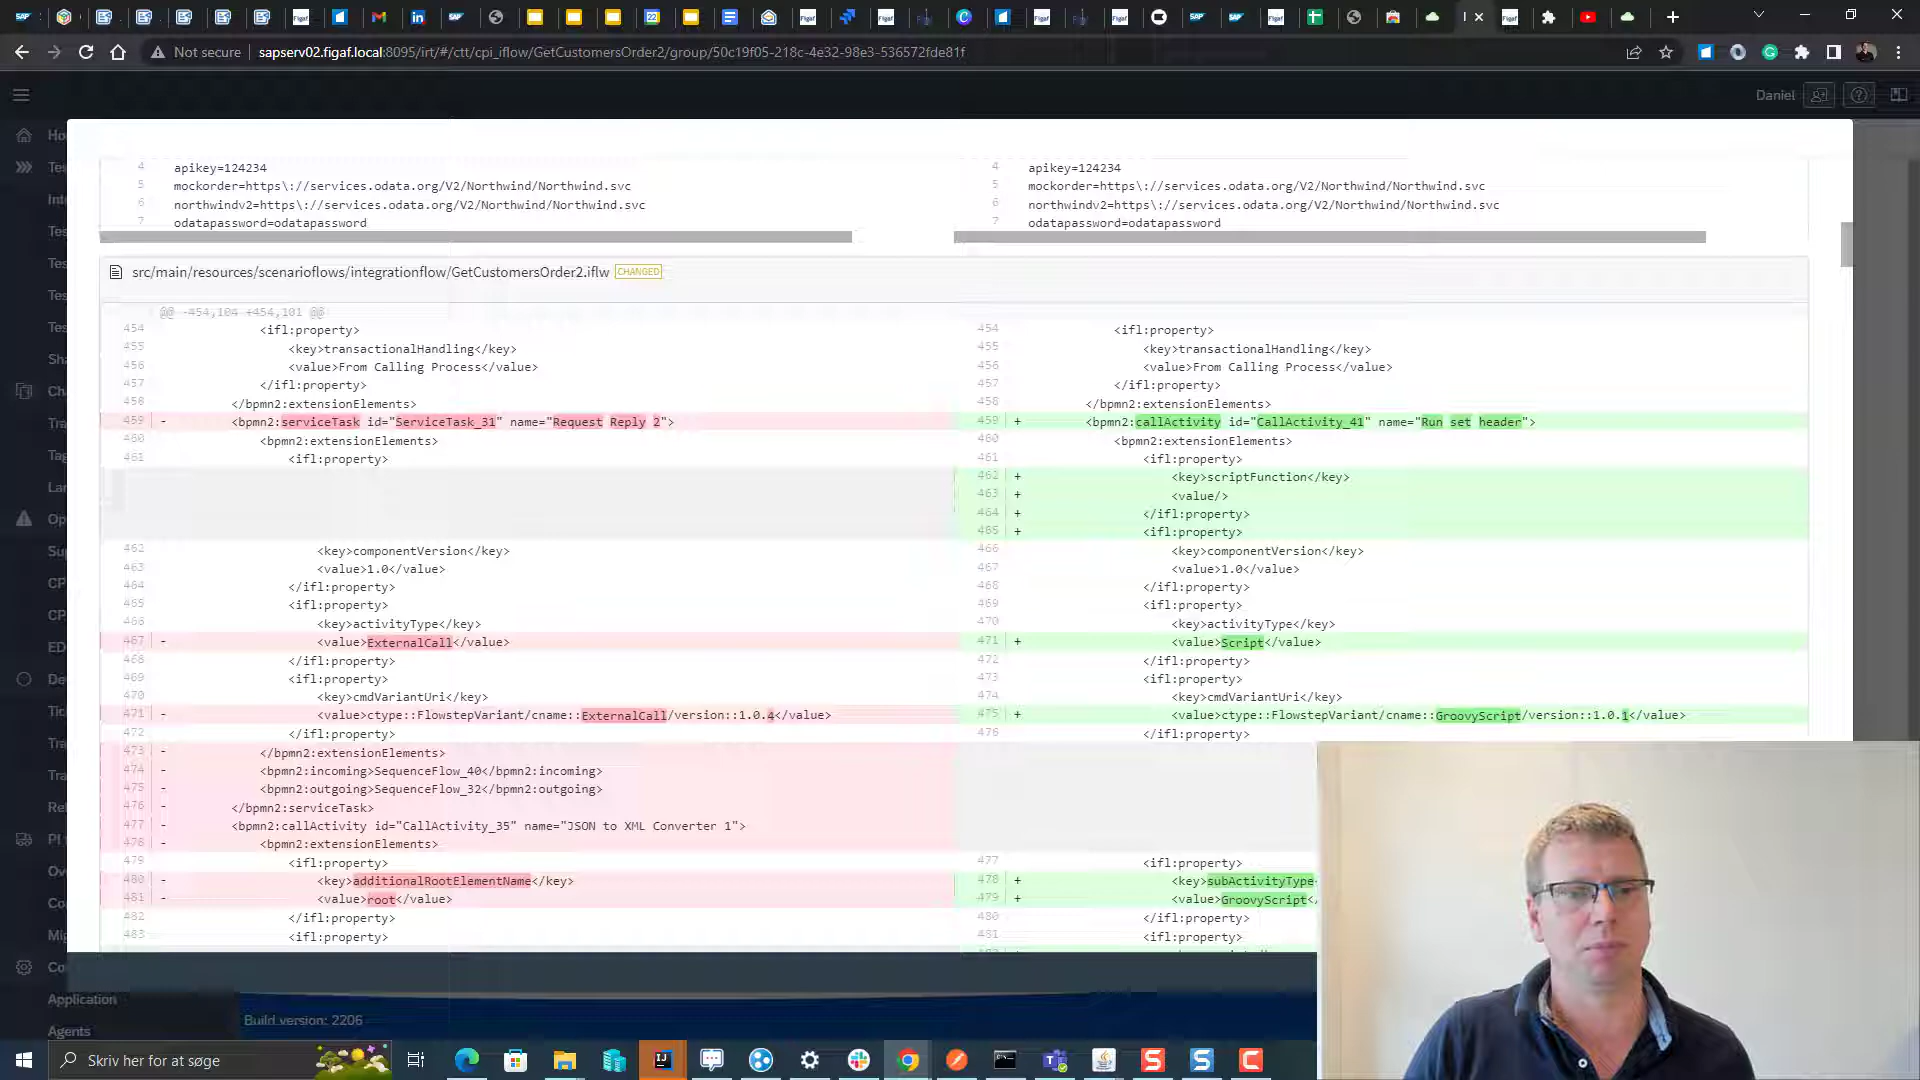 Not secure sapserv02.figaf.local:8095/irt/#/ctt/cpi_iflow/GetCustomersOrder2/group/50c19f05-218c-4e32-98e3-536572fde81f
Daniel
4 apikey=124234
5 mockorder=https\://services.odata.org/V2/Northwind/Northwind.svc
6 northwindv2=https\://services.odata.org/V2/Northwind/Northwind.svc
7 odatapassword=odatapassword
4 apikey=124234
5 mockorder=https\://services.odata.org/V2/Northwind/Northwind.svc
6 northwindv2=https\://services.odata.org/V2/Northwind/Northwind.svc
7 odatapassword=odatapassword
src/main/resources/scenarioflows/integrationflow/GetCustomersOrder2.iflw CHANGED
@@ -454,104 +454,101 @@
454 <ifl:property>
455 <key>transactionalHandling</key>
456 <value>From Calling Process</value>
457 </ifl:property>
458 </bpmn2:extensionElements>
459 - <bpmn2:serviceTask id="ServiceTask_31" name="Request Reply 2">
460 <bpmn2:extensionElements>
461 <ifl:property>
462 <key>componentVersion</key>
463 <value>1.0</value>
464 </ifl:property>
465 <ifl:property>
466 <key>activityType</key>
467 - <value>ExternalCall</value>
468 </ifl:property>
469 <ifl:property>
470 <key>cmdVariantUri</key>
471 - <value>ctype::FlowstepVariant/cname::ExternalCall/version::1.0.4</value>
472 </ifl:property>
473 - </bpmn2:extensionElements>
474 - <bpmn2:incoming>SequenceFlow_40</bpmn2:incoming>
475 - <bpmn2:outgoing>SequenceFlow_32</bpmn2:outgoing>
476 - </bpmn2:serviceTask>
477 - <bpmn2:callActivity id="CallActivity_35" name="JSON to XML Converter 1">
478 - <bpmn2:extensionElements>
479 <ifl:property>
480 - <key>additionalRootElementName</key>
481 - <value>root</value>
482 </ifl:property>
483 <ifl:property>
454 <ifl:property>
455 <key>transactionalHandling</key>
456 <value>From Calling Process</value>
457 </ifl:property>
458 </bpmn2:extensionElements>
459 + <bpmn2:callActivity id="CallActivity_41" name="Run set header">
460 <bpmn2:extensionElements>
461 <ifl:property>
462 + <key>scriptFunction</key>
463 + <value/>
464 + </ifl:property>
465 + <ifl:property>
466 <key>componentVersion</key>
467 <value>1.0</value>
468 </ifl:property>
469 <ifl:property>
470 <key>activityType</key>
471 + <value>Script</value>
472 </ifl:property>
473 <ifl:property>
474 <key>cmdVariantUri</key>
475 + <value>ctype::FlowstepVariant/cname::GroovyScript/version::1.0.1</value>
476 </ifl:property>
477 <ifl:property>
478 + <key>subActivityType
479 + <value>GroovyScript<
480 </ifl:property>
481 <ifl:property>
Application
Agents
Build version: 2206
Skriv her for at søge